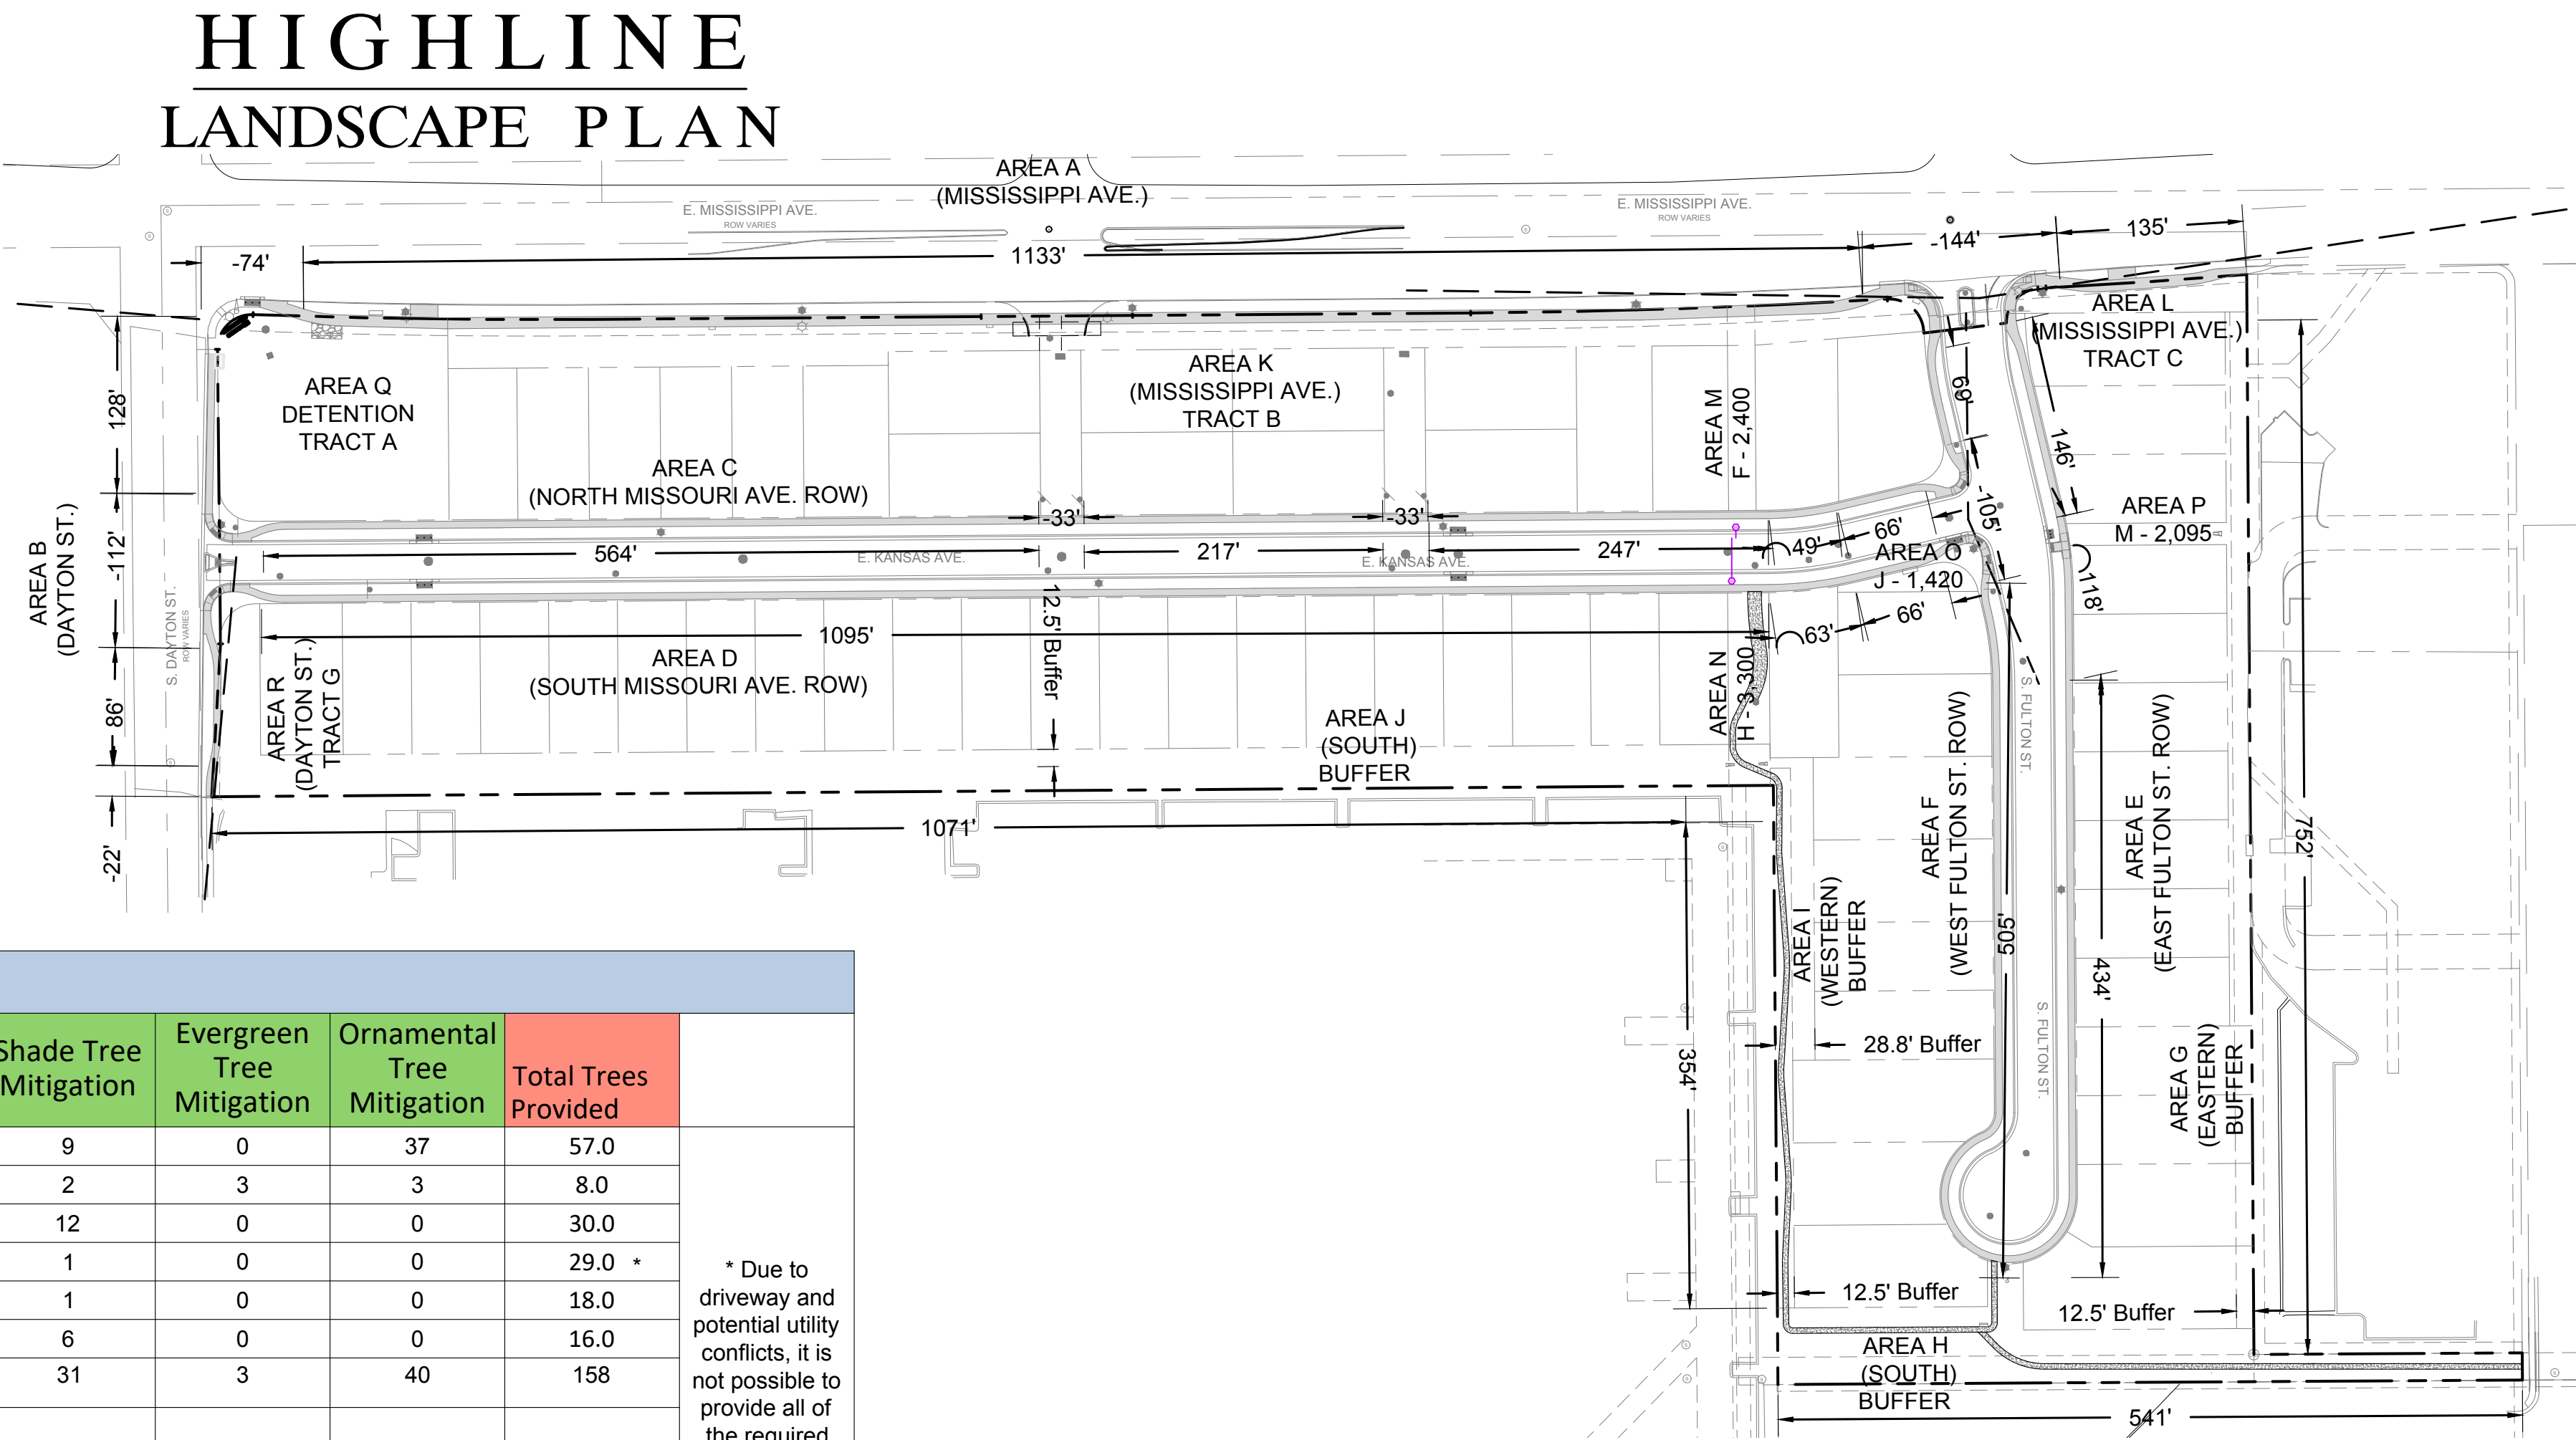 HIGHLINE
LANDSCAPE PLAN
AREA A
(MISSISSIPPI AVE.)
E. MISSISSIPPI AVE.
ROW VARIES
E. MISSISSIPPI AVE.
ROW VARIES
-74'
1133'
-144'
135'
AREA L
(MISSISSIPPI AVE.)
TRACT C
AREA Q
DETENTION
TRACT A
AREA K
(MISSISSIPPI AVE.)
TRACT B
AREA M
F - 2,400
69'
146'
128'
AREA C
(NORTH MISSOURI AVE. ROW)
-33'
-33'
-105'
AREA P
M - 2,095
AREA B
(DAYTON ST.)
-112'
564'
E. KANSAS AVE.
217'
E. KANSAS AVE.
247'
49'
66'
AREA O
J - 1,420
118'
S. DAYTON ST.
ROW VARIES
1095'
12.5' Buffer
63'
66'
86'
AREA R
(DAYTON ST.)
TRACT G
AREA D
(SOUTH MISSOURI AVE. ROW)
AREA N
H - 3,300
AREA J
(SOUTH)
BUFFER
S. FULTON ST.
AREA F
(WEST FULTON ST. ROW)
AREA E
(EAST FULTON ST. ROW)
752'
-22'
1071'
AREA I
(WESTERN)
BUFFER
505'
434'
354'
28.8' Buffer
S. FULTON ST.
AREA G
(EASTERN)
BUFFER
12.5' Buffer
12.5' Buffer
AREA H
(SOUTH)
BUFFER
541'
Shade Tree
Mitigation
Evergreen
Tree
Mitigation
Ornamental
Tree
Mitigation
Total Trees
Provided
9 0 37 57.0
2 3 3 8.0
12 0 0 30.0
1 0 0 29.0 *
1 0 0 18.0
6 0 0 16.0
31 3 40 158
* Due to
driveway and
potential utility
conflicts, it is
not possible to
provide all of
the required